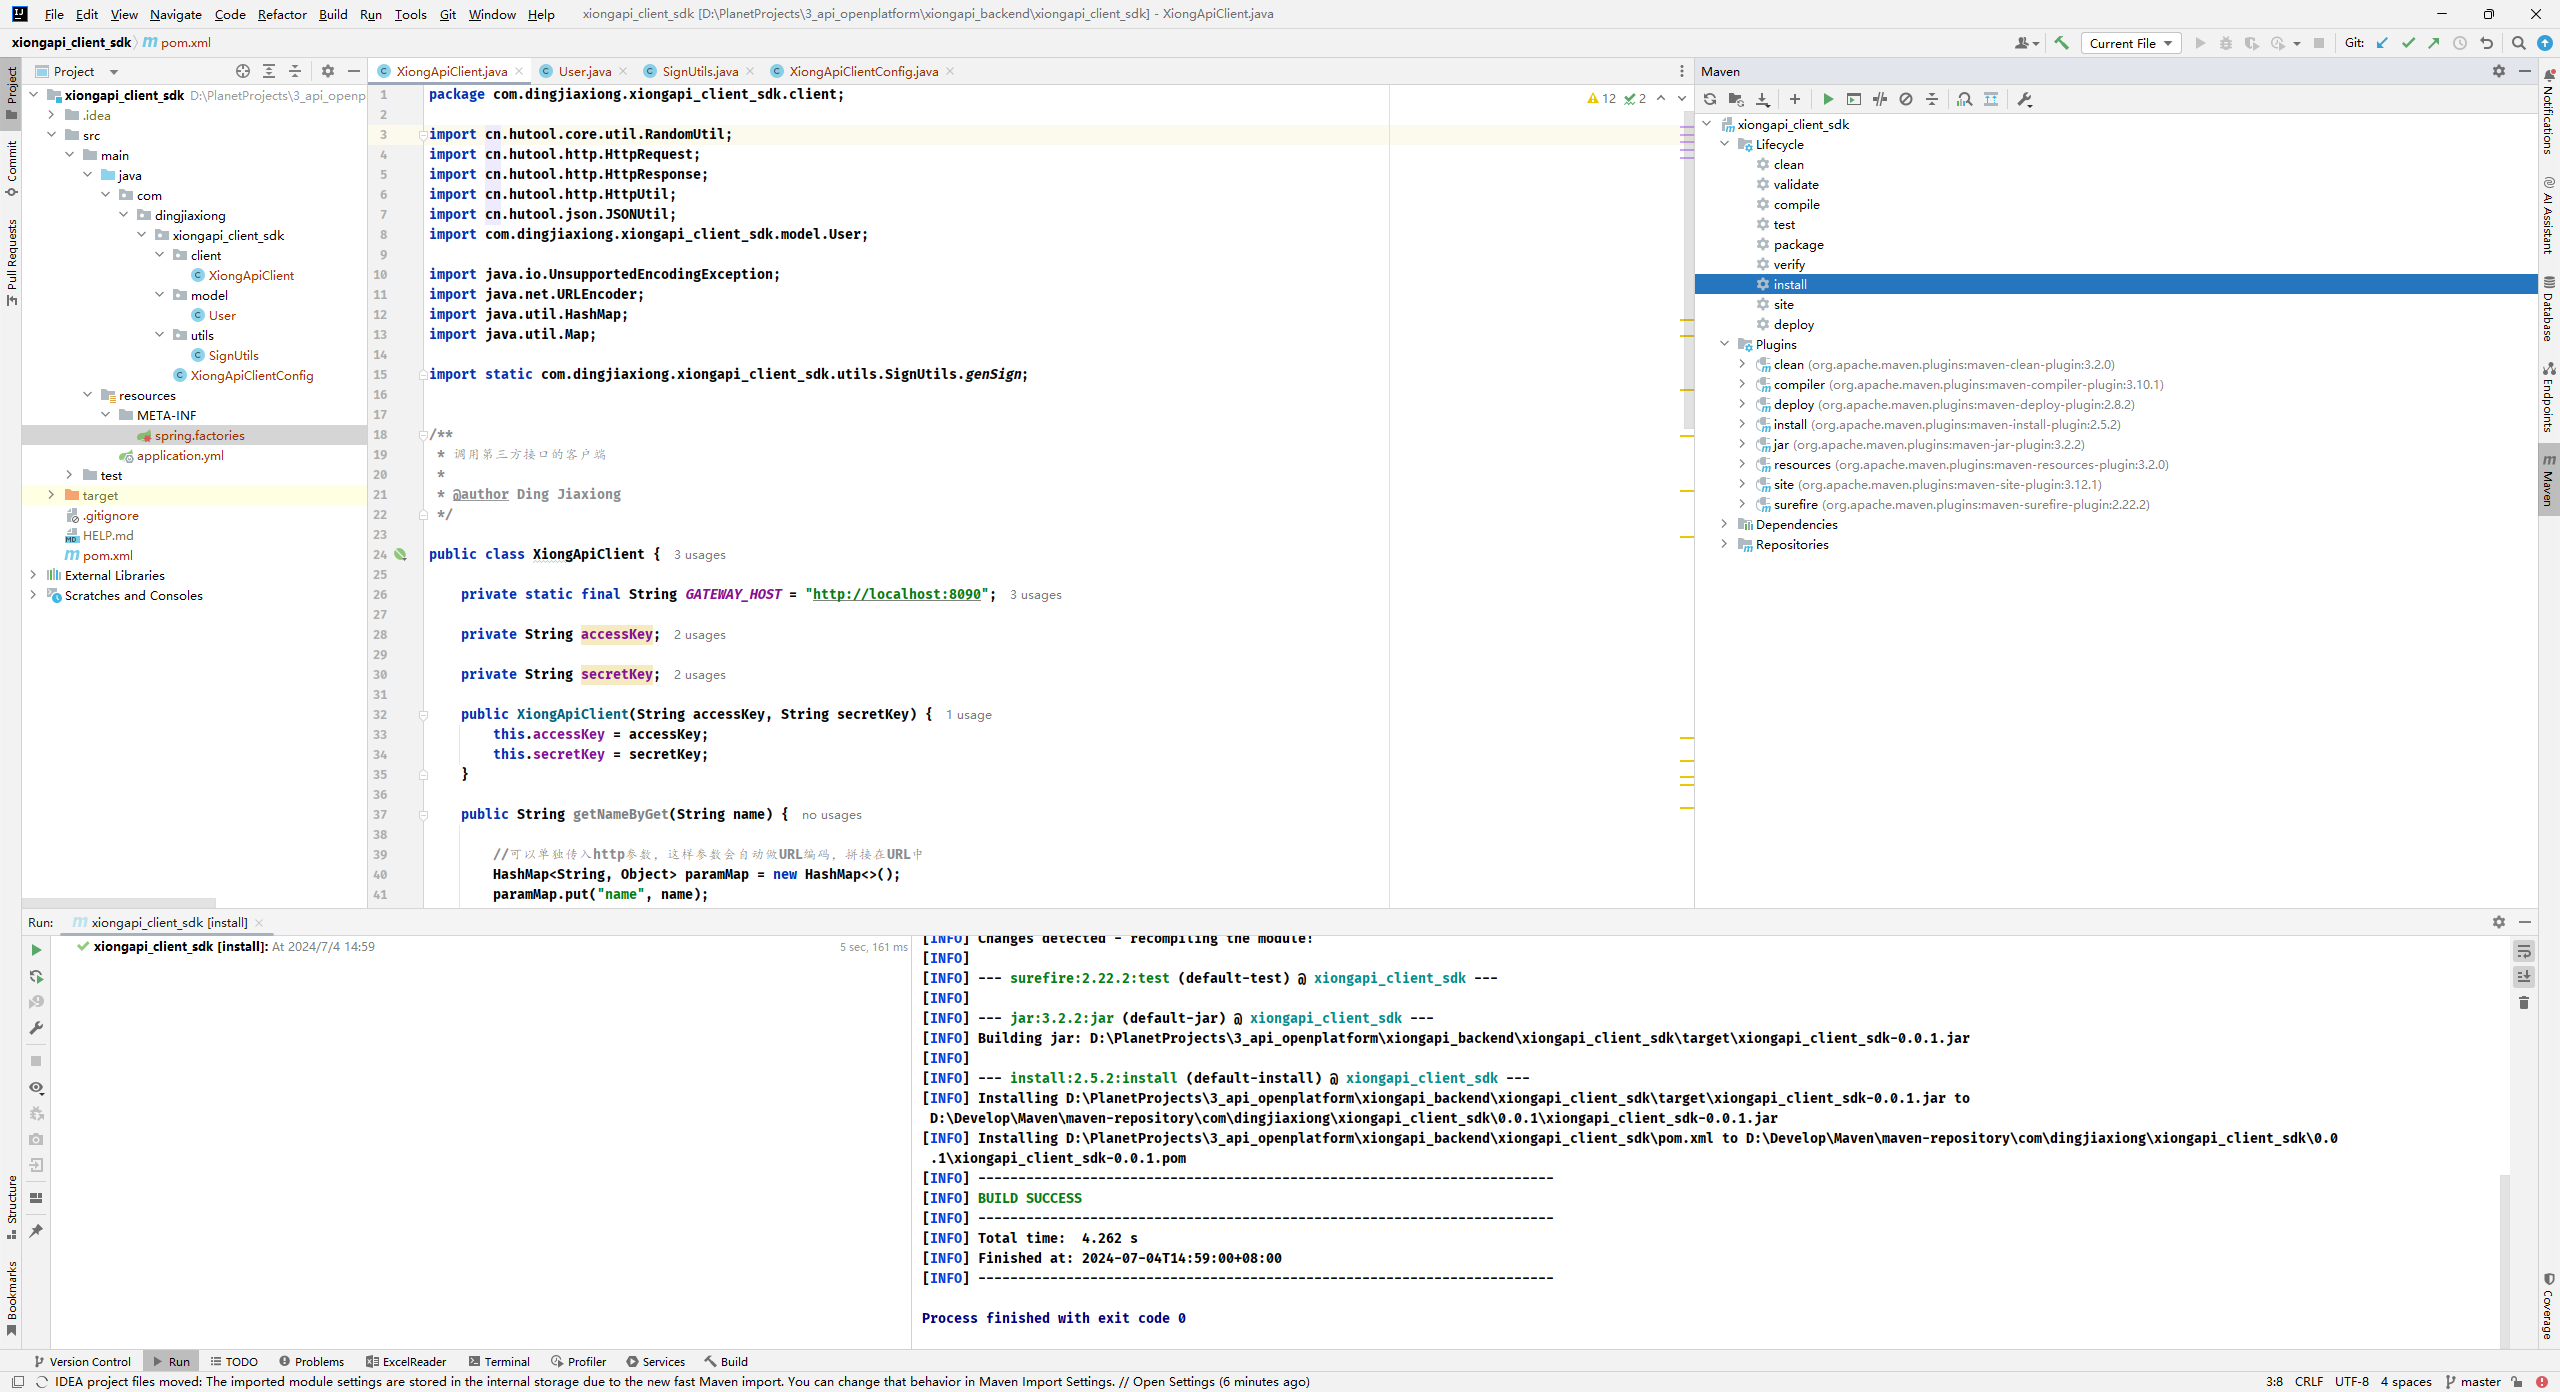 File Edit View Navigate Code Refactor Build Run Tools Git Window Help xiongapi_client_sdk [D:\PlanetProjects\3_api_openplatform\xiongapi_backend\xiongapi_client_sdk] - XiongApiClient.java
xiongapi_client_sdk pom.xml
Current File
Git:
Project
XiongApiClient.java
User.java
SignUtils.java
XiongApiClientConfig.java
Maven
xiongapi_client_sdk D:\PlanetProjects\3_api_openp
.idea
src
main
java
com
dingjiaxiong
xiongapi_client_sdk
client
XiongApiClient
model
User
utils
SignUtils
XiongApiClientConfig
resources
META-INF
spring.factories
application.yml
test
target
.gitignore
HELP.md
pom.xml
External Libraries
Scratches and Consoles
Project
Commit
Pull Requests
Structure
Bookmarks
12 2
1 package com.dingjiaxiong.xiongapi_client_sdk.client;
2
3 import cn.hutool.core.util.RandomUtil;
4 import cn.hutool.http.HttpRequest;
5 import cn.hutool.http.HttpResponse;
6 import cn.hutool.http.HttpUtil;
7 import cn.hutool.json.JSONUtil;
8 import com.dingjiaxiong.xiongapi_client_sdk.model.User;
9
10 import java.io.UnsupportedEncodingException;
11 import java.net.URLEncoder;
12 import java.util.HashMap;
13 import java.util.Map;
14
15 import static com.dingjiaxiong.xiongapi_client_sdk.utils.SignUtils.genSign;
16
17
18 /**
19 * 调用第三方接口的客户端
20 *
21 * @author Ding Jiaxiong
22 */
23
24 public class XiongApiClient { 3 usages
25
26 private static final String GATEWAY_HOST = "http://localhost:8090"; 3 usages
27
28 private String accessKey; 2 usages
29
30 private String secretKey; 2 usages
31
32 public XiongApiClient(String accessKey, String secretKey) { 1 usage
33 this.accessKey = accessKey;
34 this.secretKey = secretKey;
35 }
36
37 public String getNameByGet(String name) { no usages
38
39 //可以单独传入http参数，这样参数会自动做URL编码，拼接在URL中
40 HashMap<String, Object> paramMap = new HashMap<>();
41 paramMap.put("name", name);
xiongapi_client_sdk
Lifecycle
clean
validate
compile
test
package
verify
install
site
deploy
Plugins
clean (org.apache.maven.plugins:maven-clean-plugin:3.2.0)
compiler (org.apache.maven.plugins:maven-compiler-plugin:3.10.1)
deploy (org.apache.maven.plugins:maven-deploy-plugin:2.8.2)
install (org.apache.maven.plugins:maven-install-plugin:2.5.2)
jar (org.apache.maven.plugins:maven-jar-plugin:3.2.2)
resources (org.apache.maven.plugins:maven-resources-plugin:3.2.0)
site (org.apache.maven.plugins:maven-site-plugin:3.12.1)
surefire (org.apache.maven.plugins:maven-surefire-plugin:2.22.2)
Dependencies
Repositories
Notifications
AI Assistant
Database
Endpoints
Maven
Coverage
Run: xiongapi_client_sdk [install]
xiongapi_client_sdk [install]: At 2024/7/4 14:59 5 sec, 161 ms
[INFO] Changes detected - recompiling the module!
[INFO]
[INFO] --- surefire:2.22.2:test (default-test) @ xiongapi_client_sdk ---
[INFO]
[INFO] --- jar:3.2.2:jar (default-jar) @ xiongapi_client_sdk ---
[INFO] Building jar: D:\PlanetProjects\3_api_openplatform\xiongapi_backend\xiongapi_client_sdk\target\xiongapi_client_sdk-0.0.1.jar
[INFO]
[INFO] --- install:2.5.2:install (default-install) @ xiongapi_client_sdk ---
[INFO] Installing D:\PlanetProjects\3_api_openplatform\xiongapi_backend\xiongapi_client_sdk\target\xiongapi_client_sdk-0.0.1.jar to
D:\Develop\Maven\maven-repository\com\dingjiaxiong\xiongapi_client_sdk\0.0.1\xiongapi_client_sdk-0.0.1.jar
[INFO] Installing D:\PlanetProjects\3_api_openplatform\xiongapi_backend\xiongapi_client_sdk\pom.xml to D:\Develop\Maven\maven-repository\com\dingjiaxiong\xiongapi_client_sdk\0.0
.1\xiongapi_client_sdk-0.0.1.pom
[INFO] ------------------------------------------------------------------------
[INFO] BUILD SUCCESS
[INFO] ------------------------------------------------------------------------
[INFO] Total time:  4.262 s
[INFO] Finished at: 2024-07-04T14:59:00+08:00
[INFO] ------------------------------------------------------------------------
Process finished with exit code 0
Version Control Run TODO Problems ExcelReader Terminal Profiler Services Build
IDEA project files moved: The imported module settings are stored in the internal storage due to the new fast Maven import. You can change that behavior in Maven Import Settings. // Open Settings (6 minutes ago) 3:8 CRLF UTF-8 4 spaces master